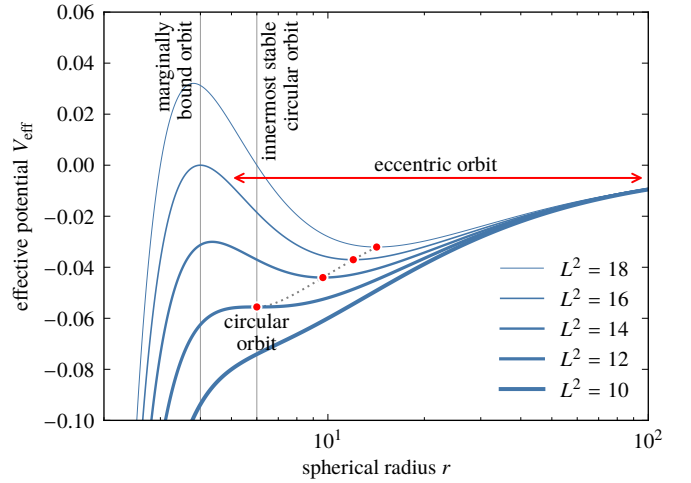 effective potential V_eff
0.06
0.04
0.02
0.00
−0.02
−0.04
−0.06
−0.08
−0.10
marginally
bound orbit
innermost stable
circular orbit
eccentric orbit
circular
orbit
L² = 18
L² = 16
L² = 14
L² = 12
L² = 10
10¹
10²
spherical radius r